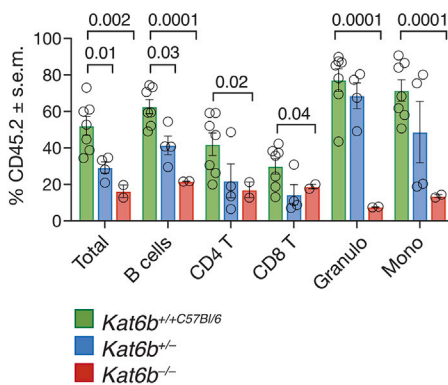 0.002
0.0001
0.0001
0.0001
0.01
0.03
0.02
0.04
% CD45.2 ± s.e.m.
100
80
60
40
20
0
Total
B cells
CD4 T
CD8 T
Granulo
Mono
Kat6b+/+C57Bl/6
Kat6b+/−
Kat6b−/−